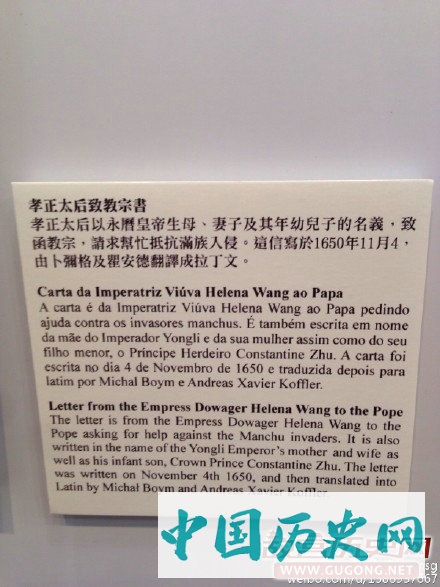 孝正太后致教宗書
孝正太后以永曆皇帝生母、妻子及其年幼兒子的名義，致
函教宗，請求幫忙抵抗滿族入侵。這信寫於1650年11月4，
由卜彌格及瞿安德翻譯成拉丁文。
Carta da Imperatriz Viúva Helena Wang ao Papa
A carta é da Imperatriz Viúva Helena Wang ao Papa pedindo
ajuda contra os invasores manchus. É também escrita em nome
da mãe do Imperador Yongli e da sua mulher assim como do seu
filho menor, o Príncipe Herdeiro Constantine Zhu. A carta foi
escrita no dia 4 de Novembro de 1650 e traduzida depois para
latim por Michal Boym e Andreas Xavier Koffler.
Letter from the Empress Dowager Helena Wang to the Pope
The letter is from the Empress Dowager Helena Wang to the
Pope asking for help against the Manchu invaders. It is also
written in the name of the Yongli Emperor's mother and wife as
well as his infant son, Crown Prince Constantine Zhu. The letter
was written on November 4th 1650, and then translated into
Latin by Michał Boym and Andreas Xavier Koffler
中国历史网
WWW.GUGONG.NET